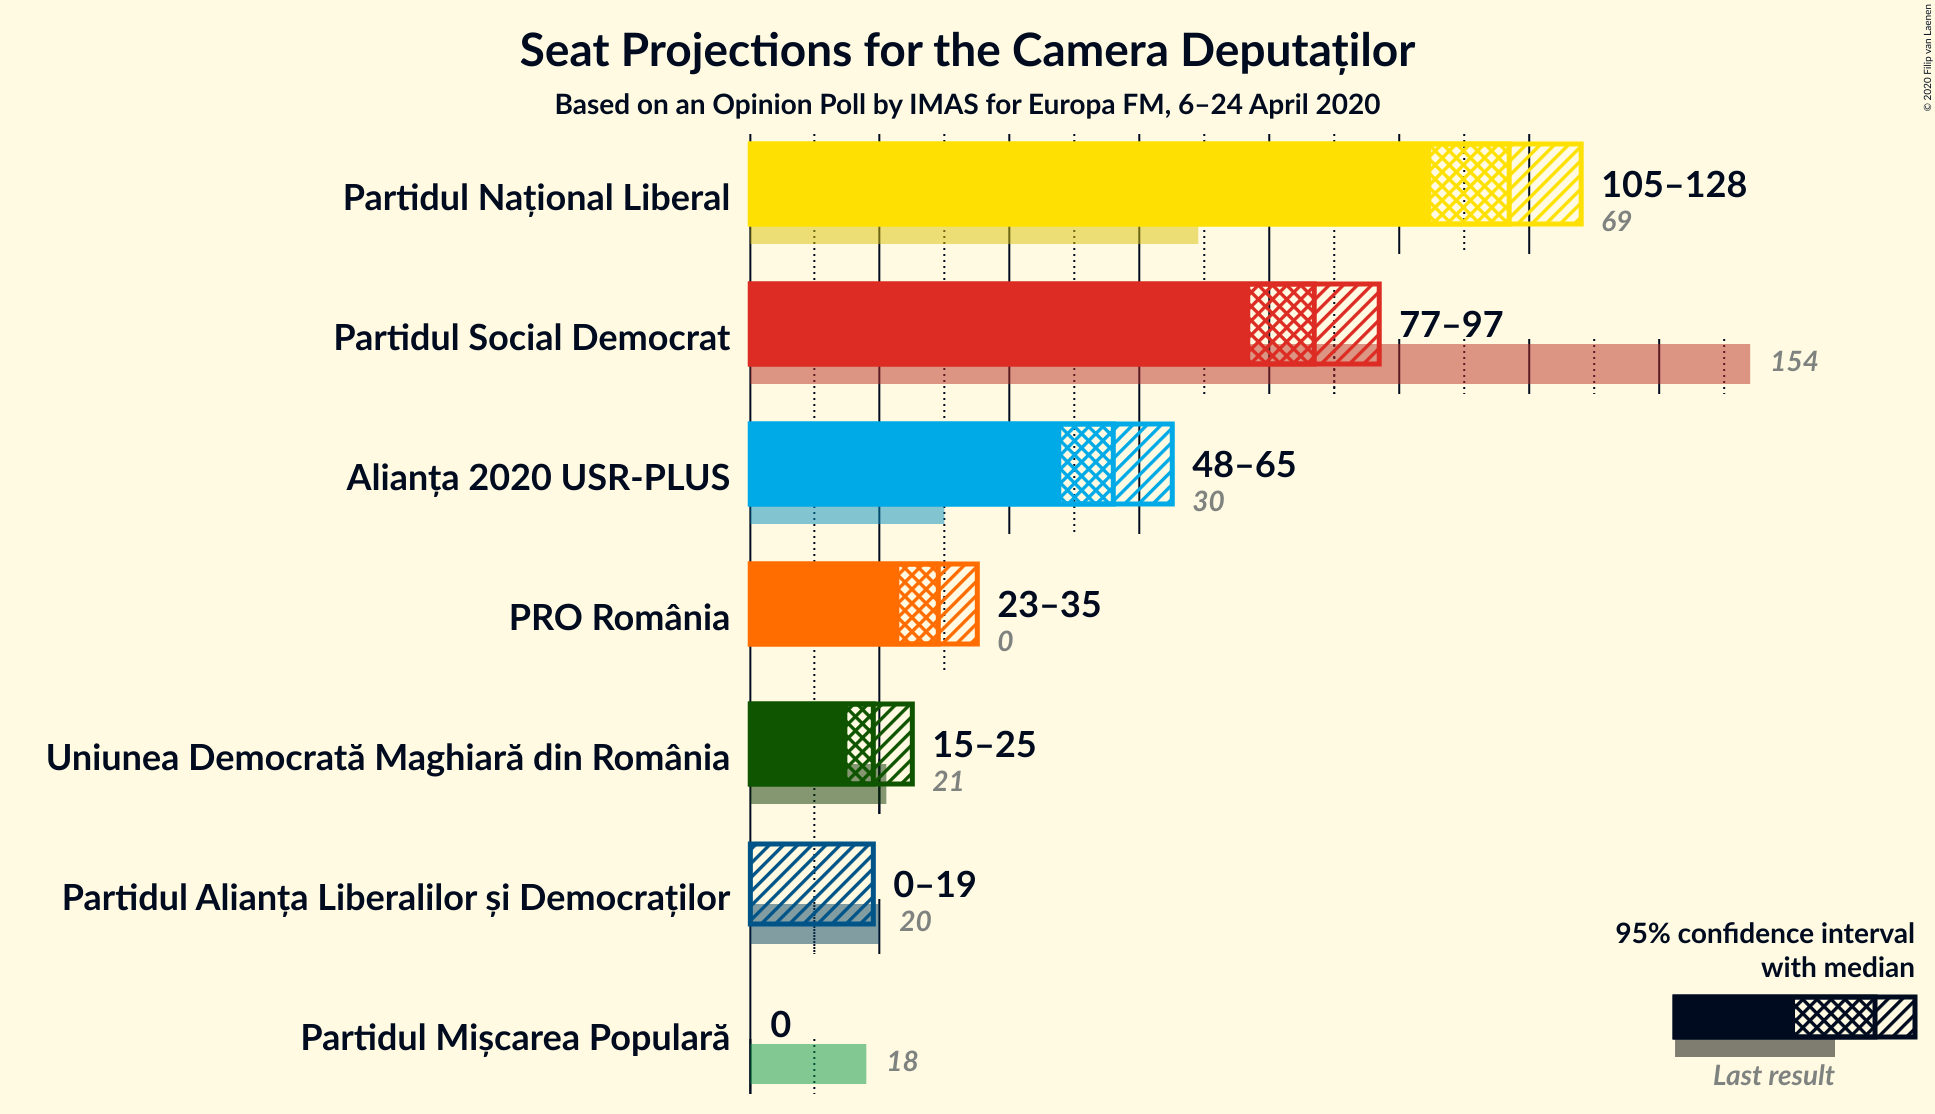 Seat Projections for the Camera Deputaților
Based on an Opinion Poll by IMAS for Europa FM, 6–24 April 2020
© 2020 Filip van Laenen
Partidul Național Liberal
105–128
69
Partidul Social Democrat
77–97
154
Alianța 2020 USR-PLUS
48–65
30
PRO România
23–35
0
Uniunea Democrată Maghiară din România
15–25
21
Partidul Alianța Liberalilor și Democraților
0–19
20
Partidul Mișcarea Populară
0
18
95% confidence interval
with median
Last result